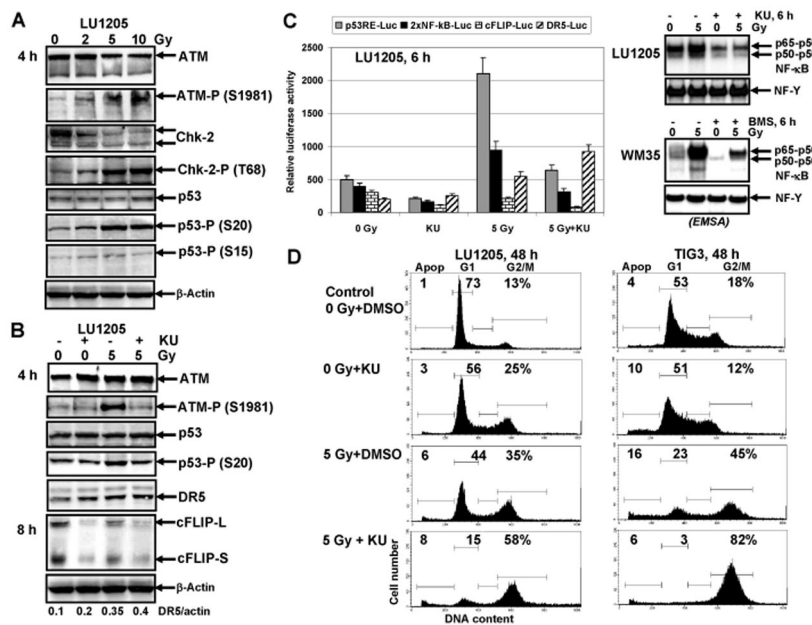 A
LU1205
0 2 5 10 Gy
4 h
ATM
ATM-P (S1981)
Chk-2
Chk-2-P (T68)
p53
p53-P (S20)
p53-P (S15)
β-Actin
B
LU1205
- + - + KU
0 0 5 5 Gy
4 h
ATM
ATM-P (S1981)
p53
p53-P (S20)
DR5
8 h
cFLIP-L
cFLIP-S
β-Actin
0.1 0.2 0.35 0.4 DR5/actin
C
p53RE-Luc 2xNF-kB-Luc cFLIP-Luc DR5-Luc
LU1205, 6 h
Relative luciferase activity
2500
2000
1500
1000
500
0
0 Gy KU 5 Gy 5 Gy+KU
- - + + KU, 6 h
0 5 0 5 Gy
LU1205
p65-p50
p50-p50
NF-κB
NF-Y
- - + + BMS, 6 h
0 5 0 5 Gy
WM35
p65-p50
p50-p50
NF-κB
NF-Y
(EMSA)
D
LU1205, 48 h TIG3, 48 h
Apop G1 G2/M Apop G1 G2/M
Control
0 Gy+DMSO
1 73 13% 4 53 18%
0 Gy+KU
3 56 25% 10 51 12%
5 Gy+DMSO
6 44 35% 16 23 45%
5 Gy + KU
8 15 58% 6 3 82%
Cell number
DNA content